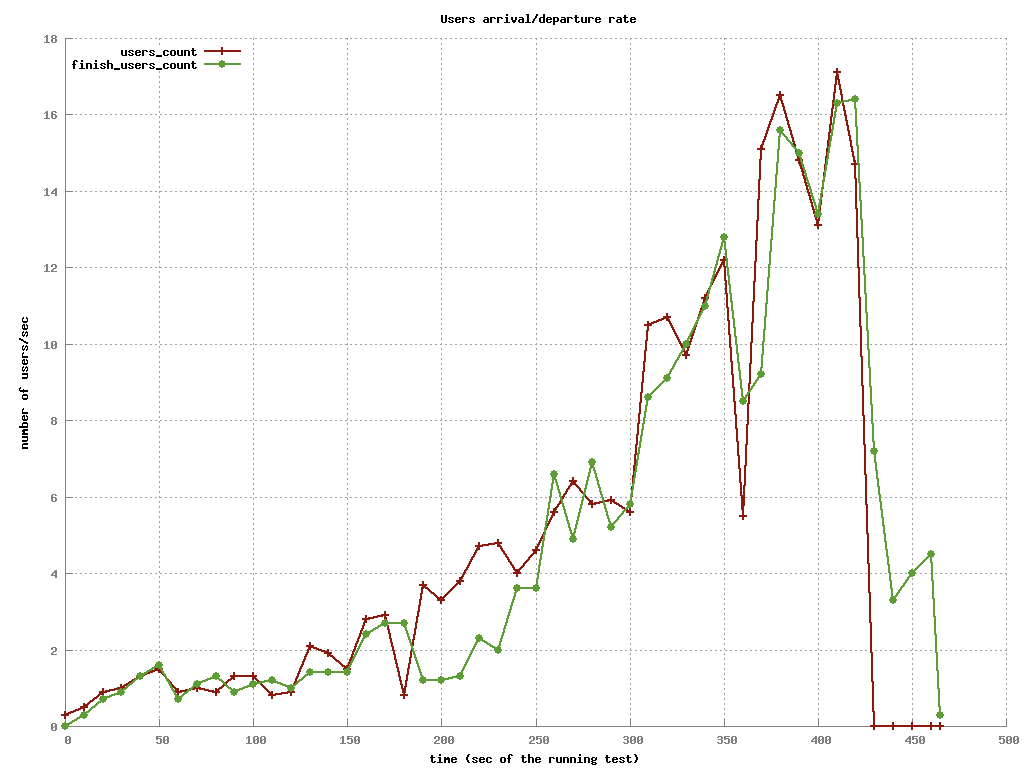 Users arrival/departure rate
users_count
finish_users_count
18
16
14
12
10
8
6
4
2
0
number of users/sec
0 50 100 150 200 250 300 350 400 450 500
time (sec of the running test)